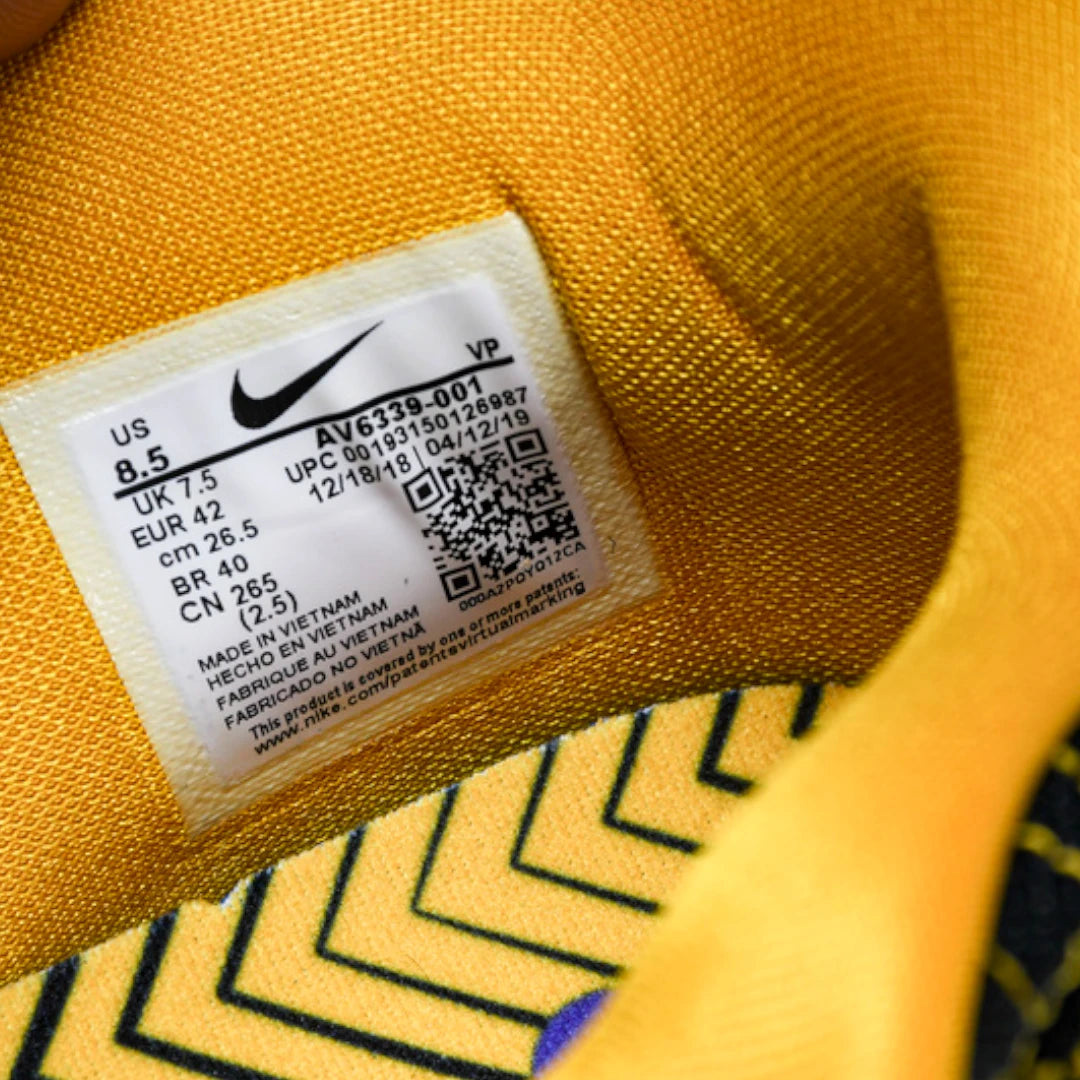 US
8.5
VP
AV6339-001
UPC 00193150126987
12/18/18 | 04/12/19
UK 7.5
EUR 42
cm 26.5
BR 40
CN 265
(2.5)
000AZPOYQ1ZCA
MADE IN VIETNAM
HECHO EN VIETNAM
FABRIQUE AU VIETNAM
FABRICADO NO VIETNÃ
This product is covered by one or more patents:
www.nike.com/patentsvirtualmarking